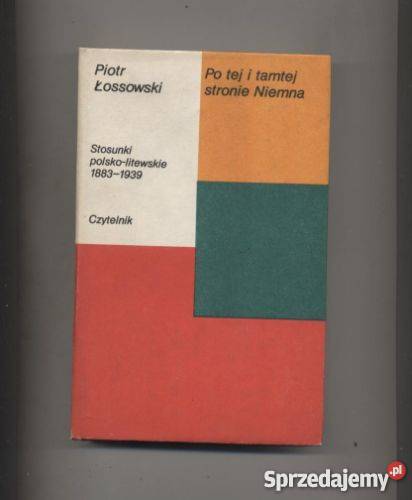 Piotr
Łossowski
Po tej i tamtej
stronie Niemna
Stosunki
polsko-litewskie
1883-1939
Czytelnik
Sprzedajemy.pl